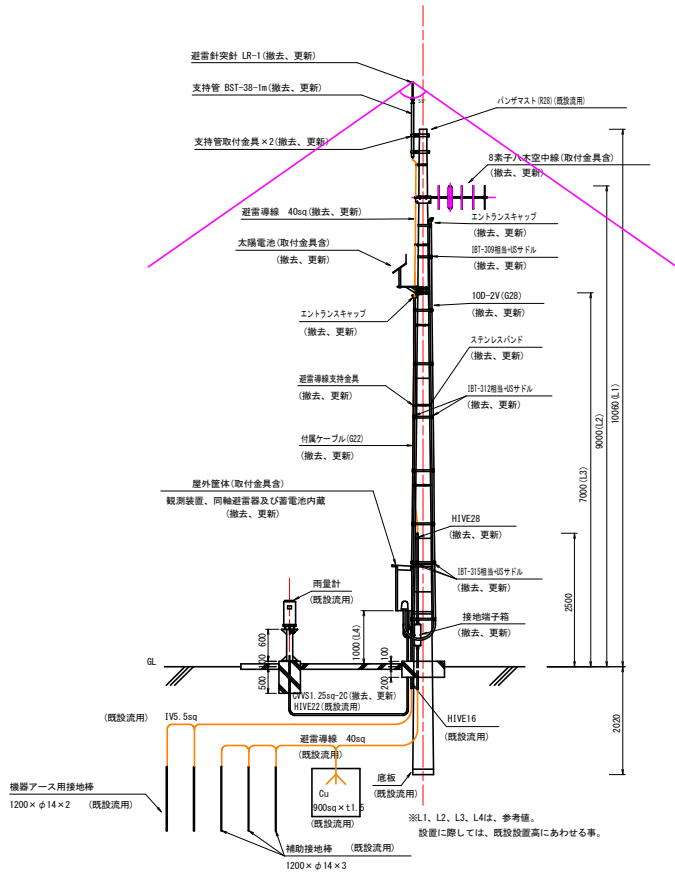 避雷針突針 LR-1(撤去、更新)
支持管 BST-38-1m(撤去、更新)
パンザマスト(R28)(既設流用)
支持管取付金具×2(撤去、更新)
8素子八木空中線(取付金具含)
(撤去、更新)
避雷導線 40sq(撤去、更新)
エントランスキャップ
(撤去、更新)
太陽電池(取付金具含)
(撤去、更新)
IBT-309相当+USサドル
(撤去、更新)
10D-2V(G28)
(撤去、更新)
エントランスキャップ
(撤去、更新)
ステンレスバンド
(撤去、更新)
避雷導線支持金具
(撤去、更新)
IBT-312相当+USサドル
(撤去、更新)
付属ケーブル(G22)
(撤去、更新)
10060(L1)
9000(L2)
7000(L3)
2500
屋外筐体(取付金具含)
観測装置、同軸避雷器及び蓄電池内蔵
(撤去、更新)
HIVE28
(撤去、更新)
IBT-315相当+USサドル
(撤去、更新)
雨量計
(既設流用)
接地端子箱
(撤去、更新)
600
100
500
1000(L4)
100
200
GL
2020
CVVS1.25sq-2C(撤去、更新)
HIVE22(既設流用)
(既設流用) IV5.5sq
HIVE16
(既設流用)
避雷導線 40sq
(既設流用)
機器アース用接地棒
1200×φ14×2 (既設流用)
Cu
900sq×t1.5
(既設流用)
底板
(既設流用)
補助接地棒 (既設流用)
1200×φ14×3
※L1、L2、L3、L4は、参考値。
設置に際しては、既設設置高にあわせる事。